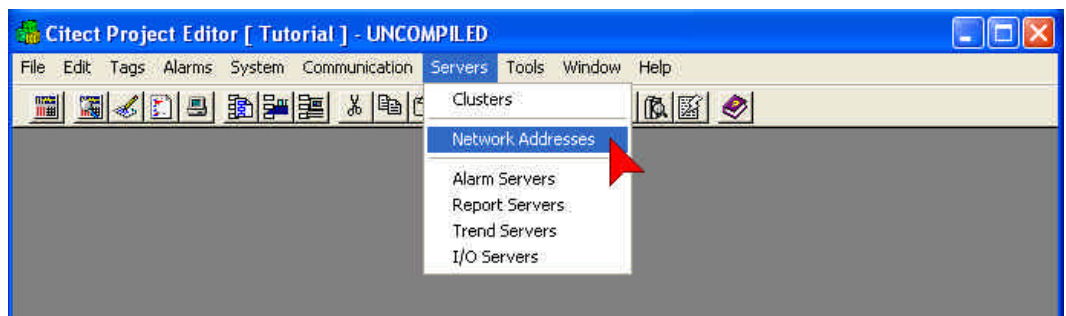 Citect Project Editor [ Tutorial ] - UNCOMPILED
File Edit Tags Alarms System Communication Servers Tools Window Help
Clusters
Network Addresses
Alarm Servers
Report Servers
Trend Servers
I/O Servers